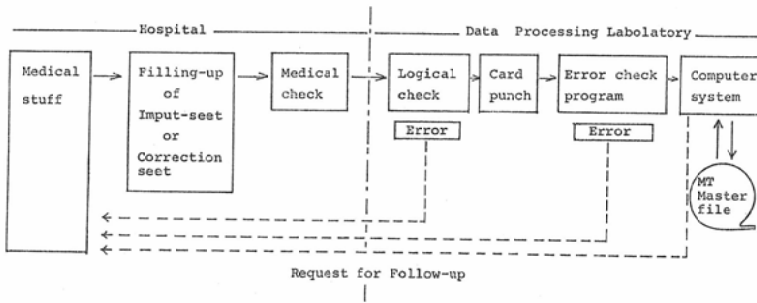 Hospital
Data Processing Labolatory
Medical
stuff
Filling-up
of
Imput-seet
or
Correction
seet
Medical
check
Logical
check
Card
punch
Error check
program
Computer
system
Error
Error
MT
Master
file
Request for Follow-up